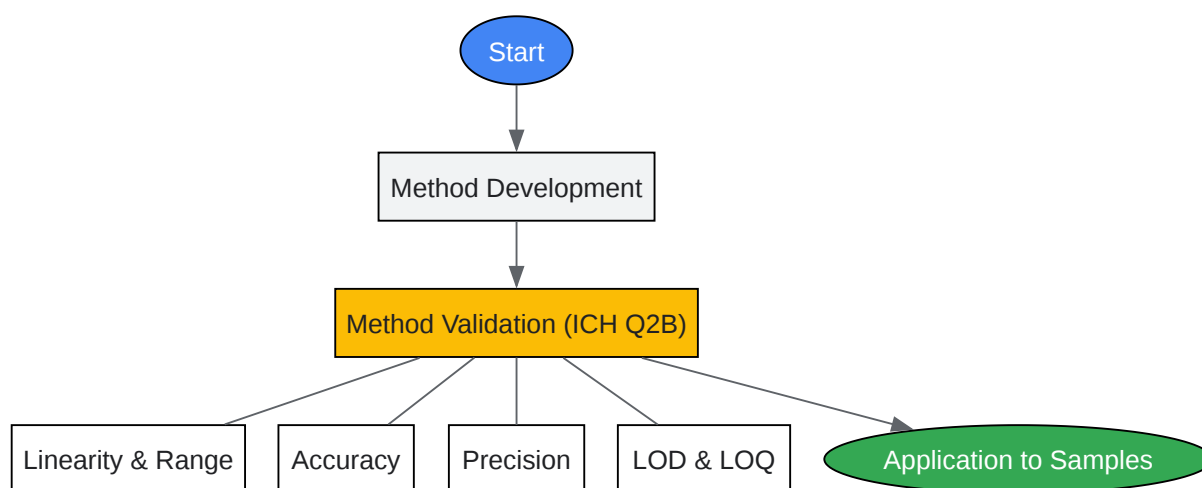 Start
Method Development
Method Validation (ICH Q2B)
Linearity & Range
Accuracy
Precision
LOD & LOQ
Application to Samples